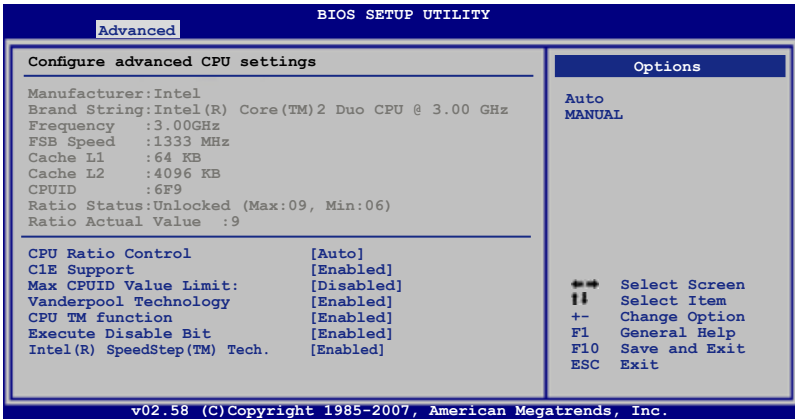 BIOS SETUP UTILITY
Advanced
Configure advanced CPU settings
Manufacturer:Intel
Brand String:Intel(R) Core(TM)2 Duo CPU @ 3.00 GHz
Frequency :3.00GHz
FSB Speed :1333 MHz
Cache L1 :64 KB
Cache L2 :4096 KB
CPUID :6F9
Ratio Status:Unlocked (Max:09, Min:06)
Ratio Actual Value :9
CPU Ratio Control [Auto]
C1E Support [Enabled]
Max CPUID Value Limit: [Disabled]
Vanderpool Technology [Enabled]
CPU TM function [Enabled]
Execute Disable Bit [Enabled]
Intel(R) SpeedStep(TM) Tech. [Enabled]
Options
Auto
MANUAL
←→ Select Screen
↑↓ Select Item
+- Change Option
F1 General Help
F10 Save and Exit
ESC Exit
v02.58 (C)Copyright 1985-2007, American Megatrends, Inc.